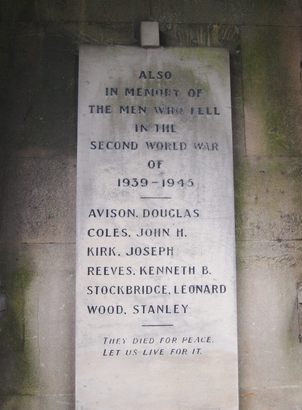 ALSO
IN MEMORY OF
THE MEN WHO FELL
IN THE
SECOND WORLD WAR
OF
1939-1945
AVISON, DOUGLAS
COLES, JOHN H.
KIRK, JOSEPH
REEVES, KENNETH B.
STOCKBRIDGE, LEONARD
WOOD, STANLEY
THEY DIED FOR PEACE,
LET US LIVE FOR IT.